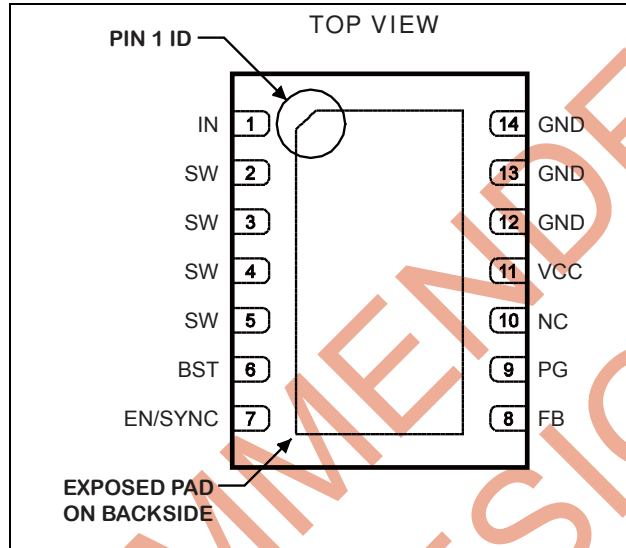 TOP VIEW
PIN 1 ID
IN 1
SW 2
SW 3
SW 4
SW 5
BST 6
EN/SYNC 7
14 GND
13 GND
12 GND
11 VCC
10 NC
9 PG
8 FB
EXPOSED PAD
ON BACKSIDE